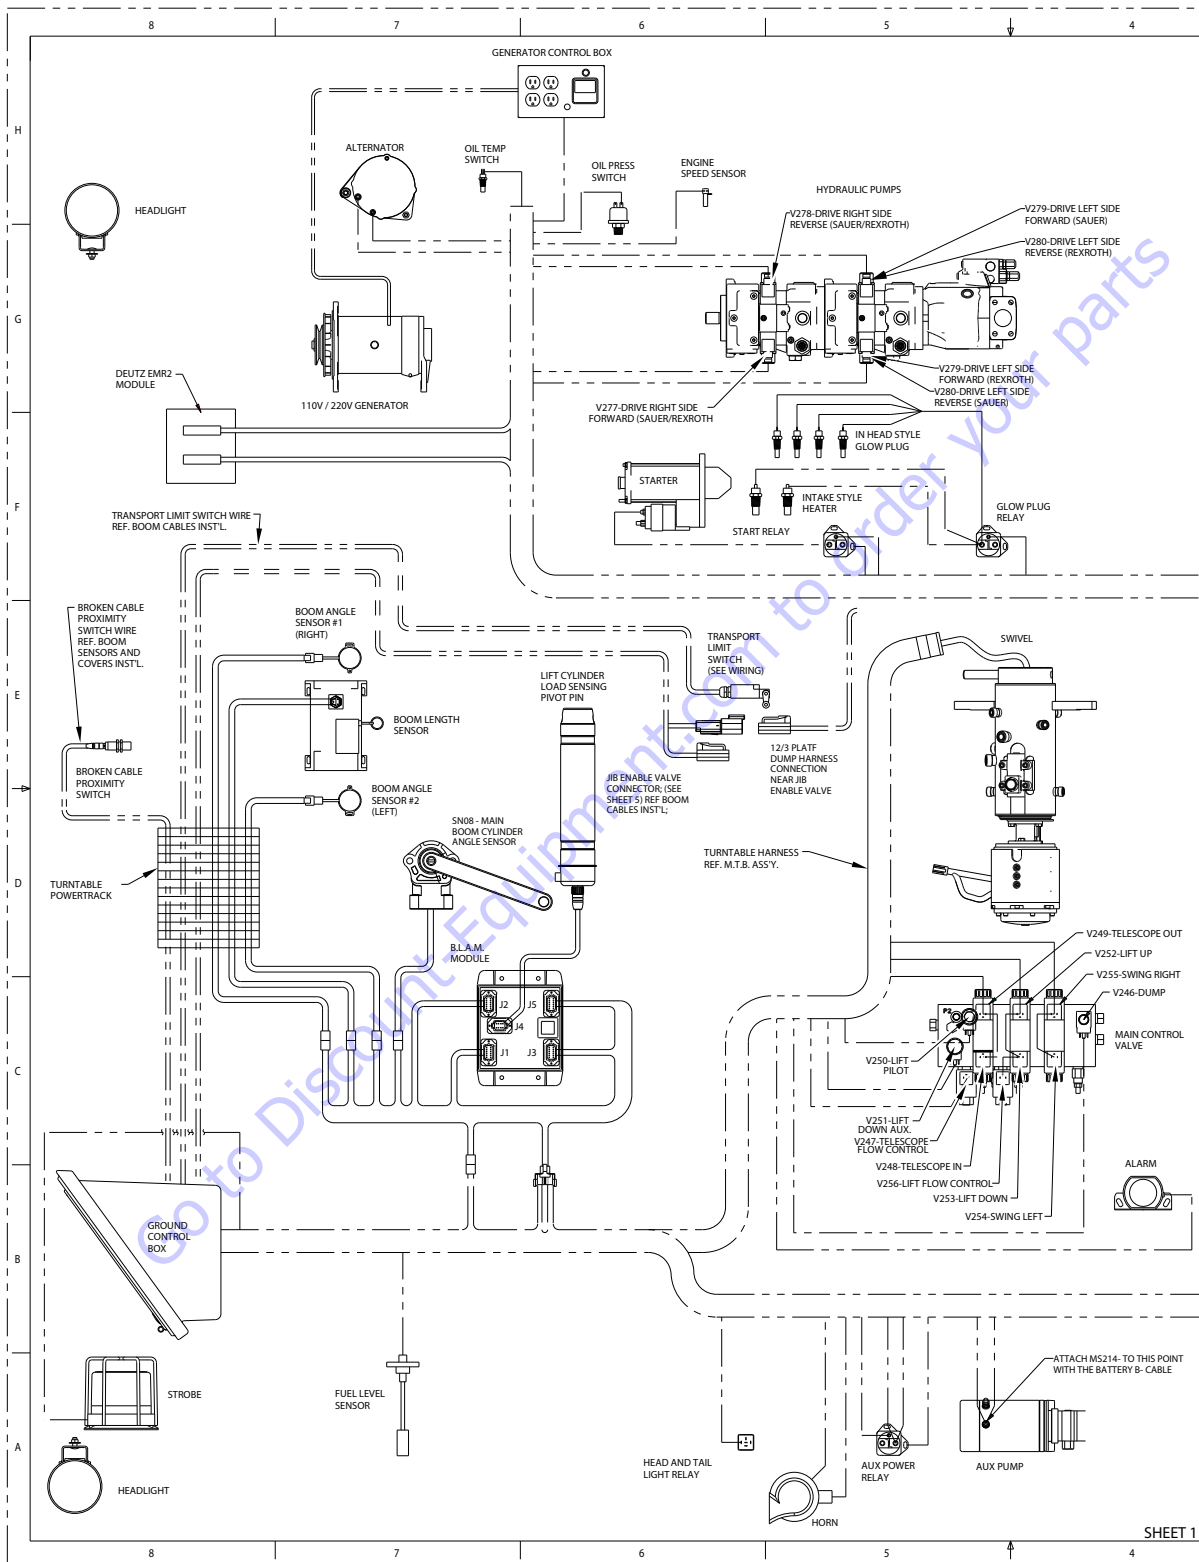 8
7
6
5
4
GENERATOR CONTROL BOX
H
ALTERNATOR
OIL TEMP
SWITCH
OIL PRESS
SWITCH
ENGINE
SPEED SENSOR
HYDRAULIC PUMPS
HEADLIGHT
V278-DRIVE RIGHT SIDE
REVERSE (SAUER/REXROTH)
V279-DRIVE LEFT SIDE
FORWARD (SAUER)
V280-DRIVE LEFT SIDE
REVERSE (REXROTH)
G
DEUTZ EMR2
MODULE
110V / 220V GENERATOR
V279-DRIVE LEFT SIDE
FORWARD (REXROTH)
V280-DRIVE LEFT SIDE
REVERSE (SAUER)
V277-DRIVE RIGHT SIDE
FORWARD (SAUER/REXROTH
IN HEAD STYLE
GLOW PLUG
STARTER
INTAKE STYLE
HEATER
F
GLOW PLUG
RELAY
START RELAY
TRANSPORT LIMIT SWITCH WIRE
REF. BOOM CABLES INST'L.
BROKEN CABLE
PROXIMITY
SWITCH WIRE
REF. BOOM
SENSORS AND
COVERS INST'L.
BOOM ANGLE
SENSOR #1
(RIGHT)
TRANSPORT
LIMIT
SWITCH
(SEE WIRING)
SWIVEL
E
LIFT CYLINDER
LOAD SENSING
PIVOT PIN
BOOM LENGTH
SENSOR
12/3 PLATF
DUMP HARNESS
CONNECTION
NEAR JIB
ENABLE VALVE
BROKEN CABLE
PROXIMITY
SWITCH
JIB ENABLE VALVE
CONNECTOR; (SEE
SHEET 5) REF BOOM
CABLES INST'L;
BOOM ANGLE
SENSOR #2
(LEFT)
SN08 - MAIN
BOOM CYLINDER
ANGLE SENSOR
TURNTABLE HARNESS
REF. M.T.B. ASS'Y.
D
TURNTABLE
POWERTRACK
B.L.A.M.
MODULE
V249-TELESCOPE OUT
V252-LIFT UP
V255-SWING RIGHT
V246-DUMP
J2
J5
J4
J1
J3
P2
MAIN CONTROL
VALVE
C
V250-LIFT
PILOT
V251-LIFT
DOWN AUX.
V247-TELESCOPE
FLOW CONTROL
V248-TELESCOPE IN
V256-LIFT FLOW CONTROL
V253-LIFT DOWN
V254-SWING LEFT
ALARM
GROUND
CONTROL
BOX
B
ATTACH MS214- TO THIS POINT
WITH THE BATTERY B- CABLE
STROBE
FUEL LEVEL
SENSOR
A
HEAD AND TAIL
LIGHT RELAY
AUX POWER
RELAY
AUX PUMP
HEADLIGHT
HORN
SHEET 1
8
7
6
5
4
Go to Discount-Equipment.com to order your parts